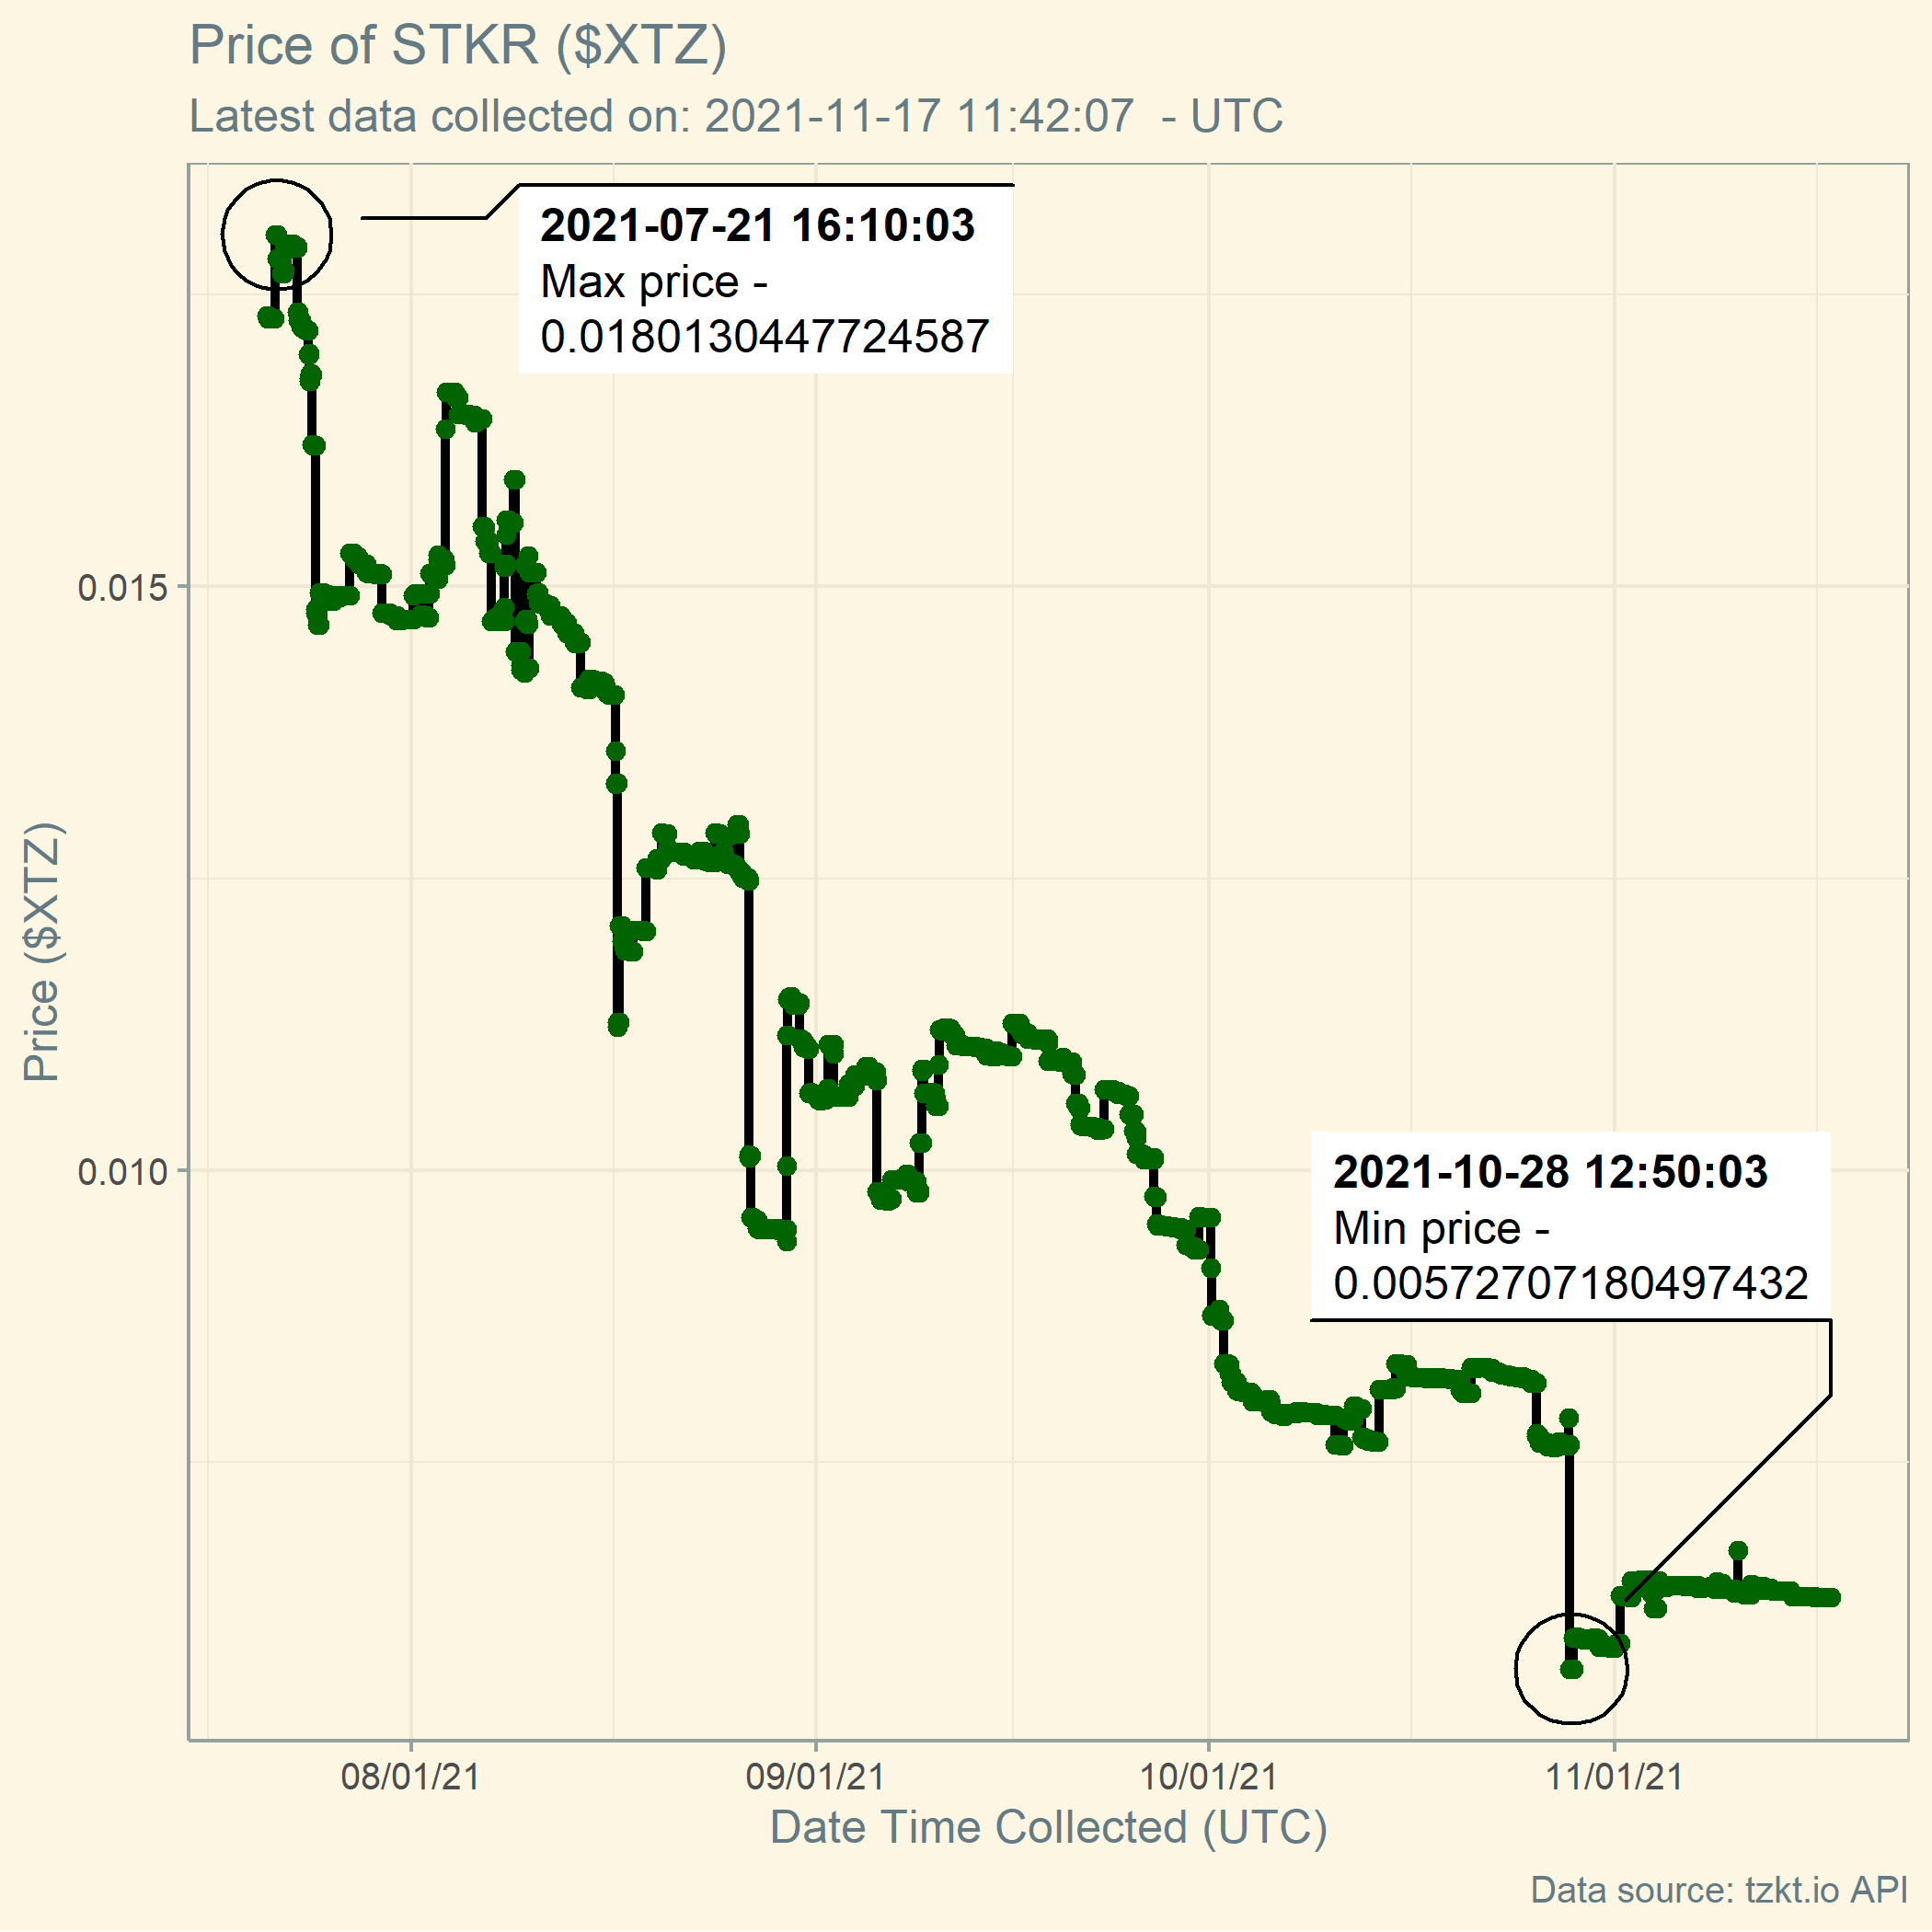 Price of STKR ($XTZ)
Latest data collected on: 2021-11-17 11:42:07  - UTC
2021-07-21 16:10:03
Max price -
0.0180130447724587
0.015
Price ($XTZ)
0.010
2021-10-28 12:50:03
Min price -
0.00572707180497432
08/01/21
09/01/21
10/01/21
11/01/21
Date Time Collected (UTC)
Data source: tzkt.io API